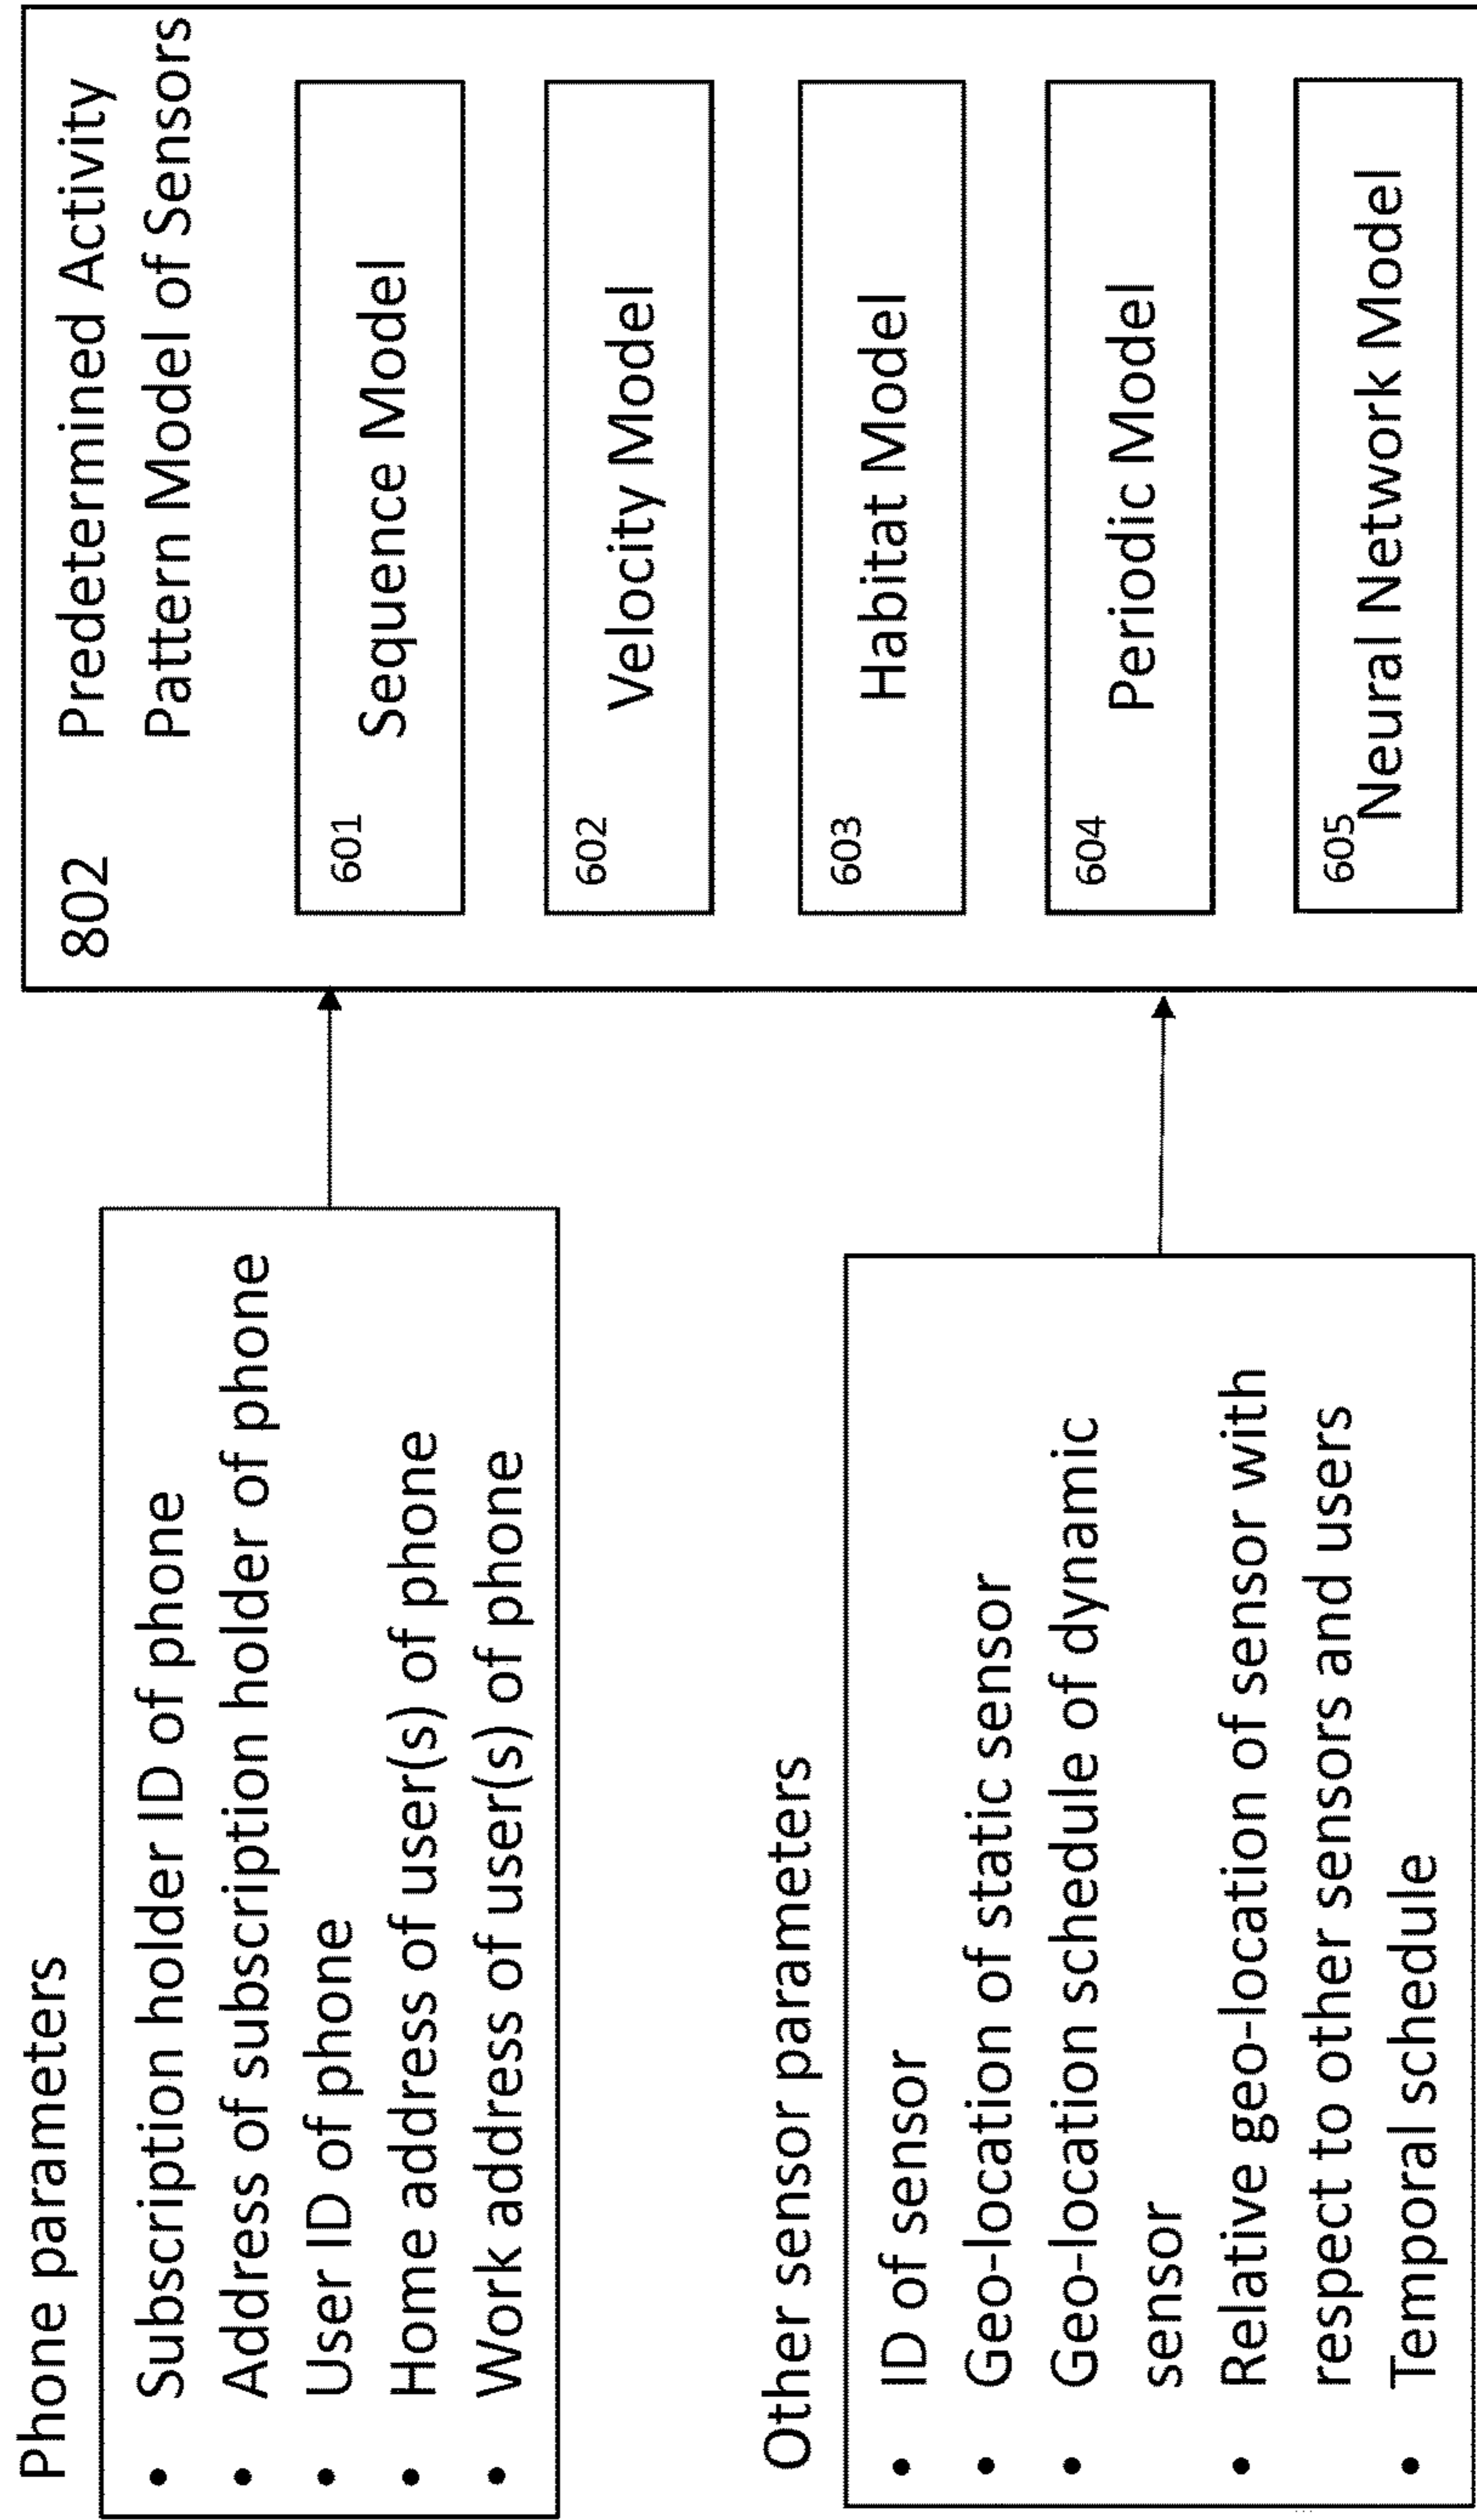 Phone parameters
• Subscription holder ID of phone
• Address of subscription holder of phone
• User ID of phone
• Home address of user(s) of phone
• Work address of user(s) of phone
Other sensor parameters
• ID of sensor
• Geo-location of static sensor
• Geo-location schedule of dynamic
sensor
• Relative geo-location of sensor with
respect to other sensors and users
• Temporal schedule
802 Predetermined Activity
Pattern Model of Sensors
601
Sequence Model
602
Velocity Model
603
Habitat Model
604
Periodic Model
605
Neural Network Model